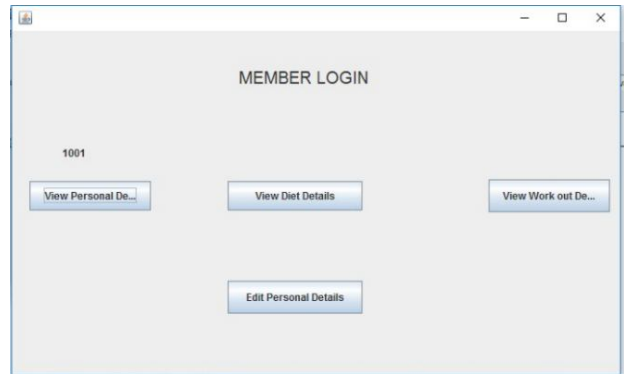 MEMBER LOGIN
1001
View Personal De...
View Diet Details
View Work out De...
Edit Personal Details